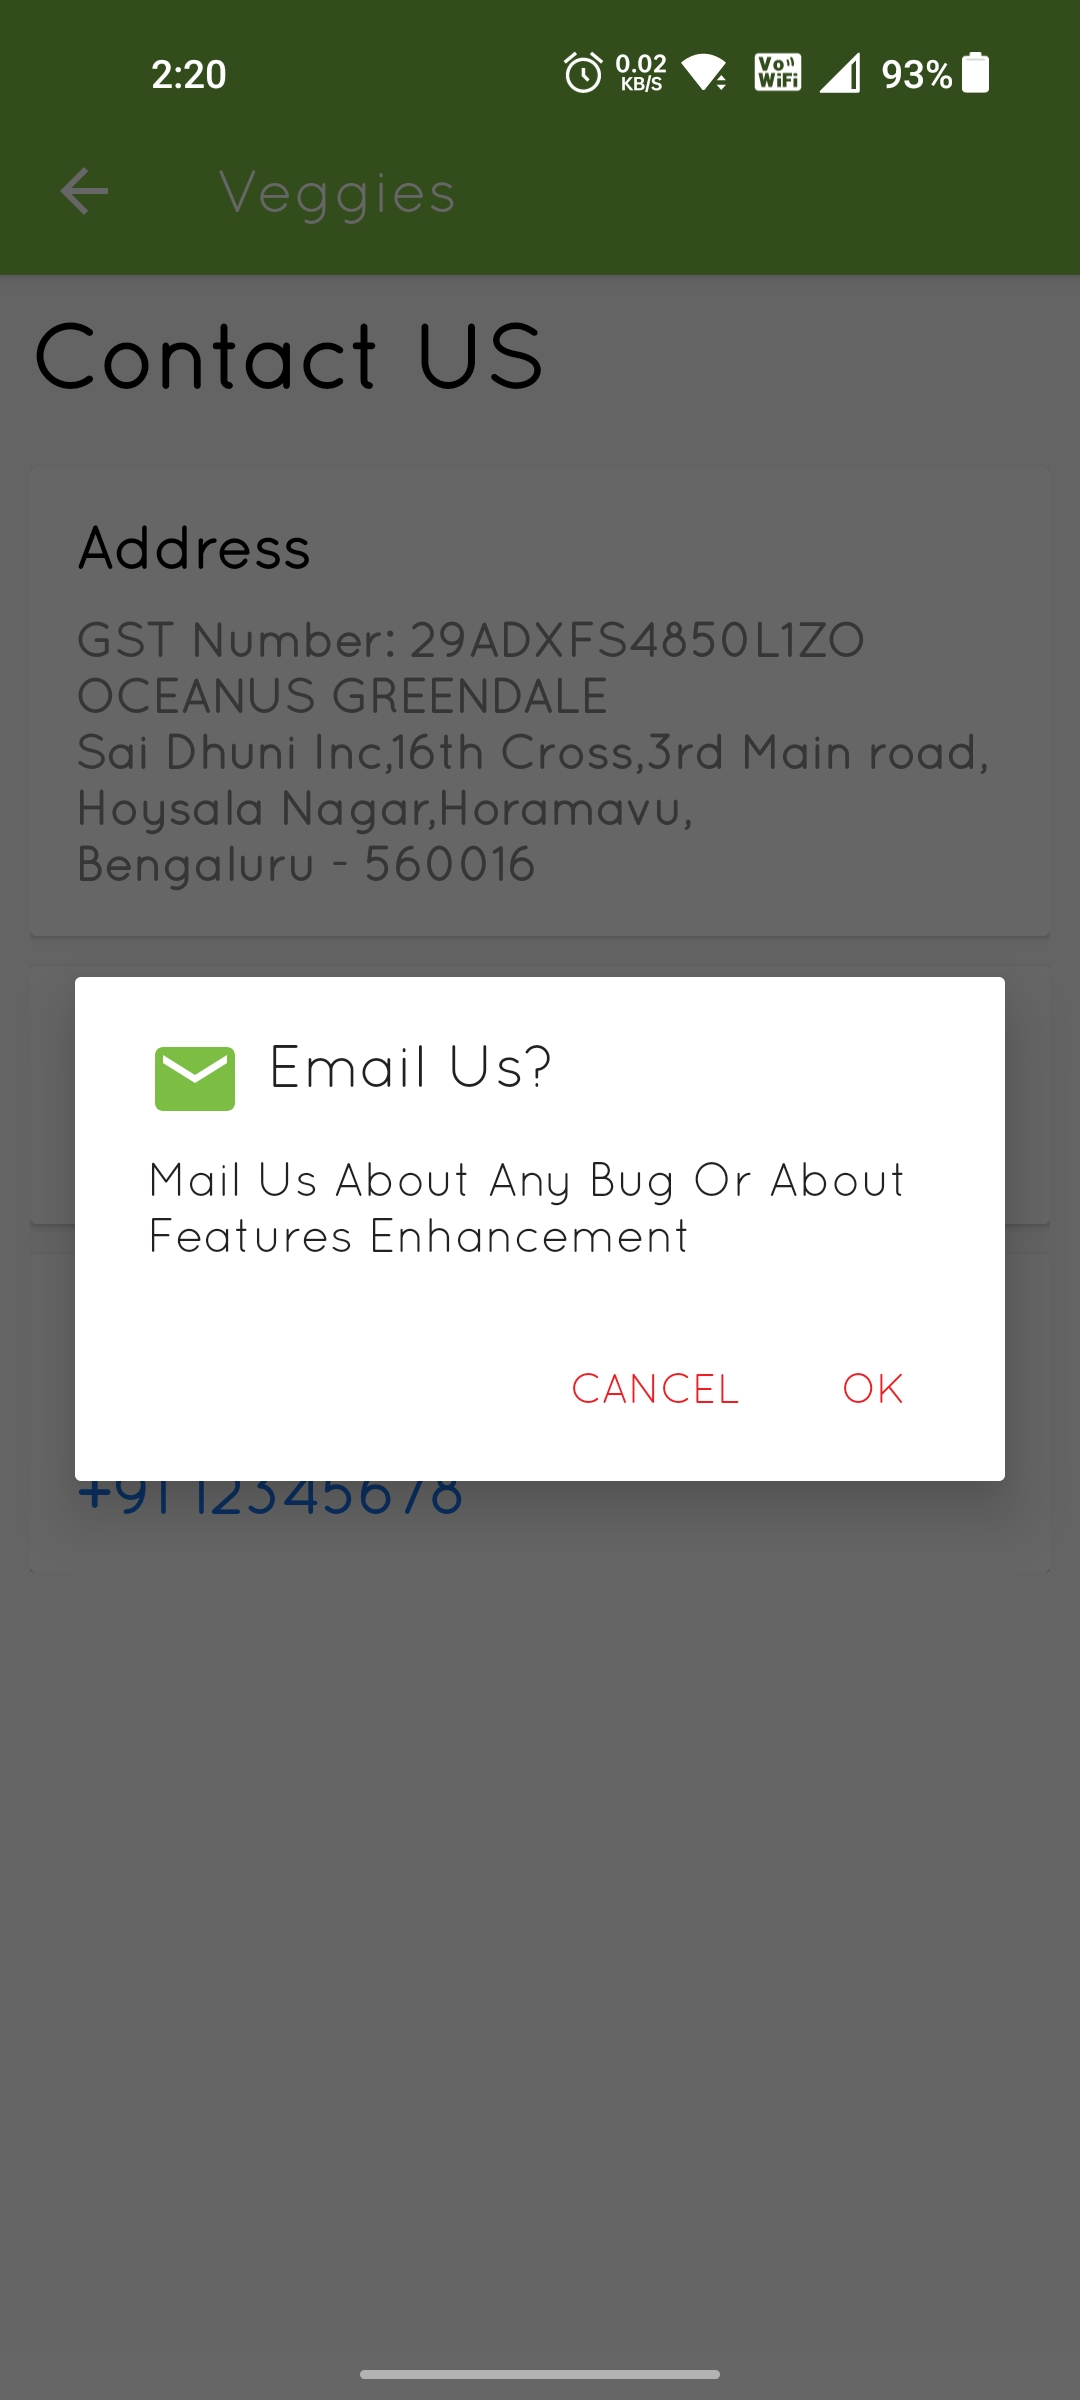 2:20
0.02
KB/S
Vo
WiFi
93%
Veggies
Contact US
Address
GST Number: 29ADXFS4850L1ZO
OCEANUS GREENDALE
Sai Dhuni Inc,16th Cross,3rd Main road,
Hoysala Nagar,Horamavu,
Bengaluru - 560016
Email Us?
Mail Us About Any Bug Or About
Features Enhancement
CANCEL
OK
+91 12345678